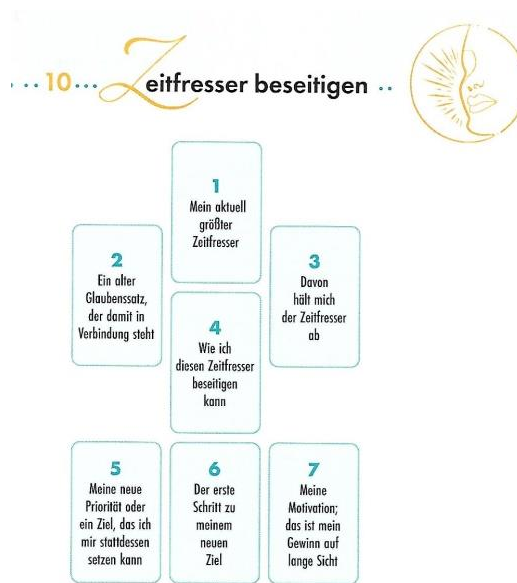 10
Zeitfresser beseitigen
1
Mein aktuell
größter
Zeitfresser
2
Ein alter
Glaubenssatz,
der damit in
Verbindung steht
3
Davon
hält mich
der Zeitfresser
ab
4
Wie ich
diesen Zeitfresser
beseitigen
kann
5
Meine neue
Priorität oder
ein Ziel, das ich
mir stattdessen
setzen kann
6
Der erste
Schritt zu
meinem
neuen
Ziel
7
Meine
Motivation;
das ist mein
Gewinn auf
lange Sicht